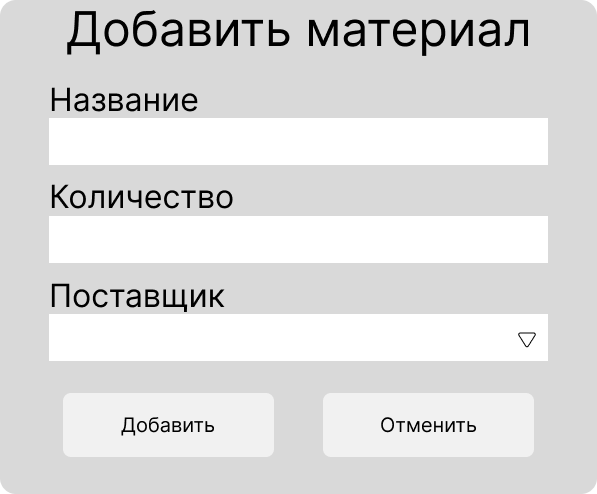 Добавить материал
Название
Количество
Поставщик
Добавить
Отменить